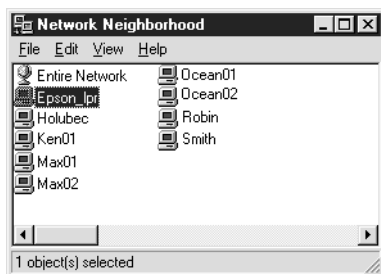 Network Neighborhood
File Edit View Help
Entire Network
Epson_lpr
Holubec
Ken01
Max01
Max02
Ocean01
Ocean02
Robin
Smith
1 object(s) selected